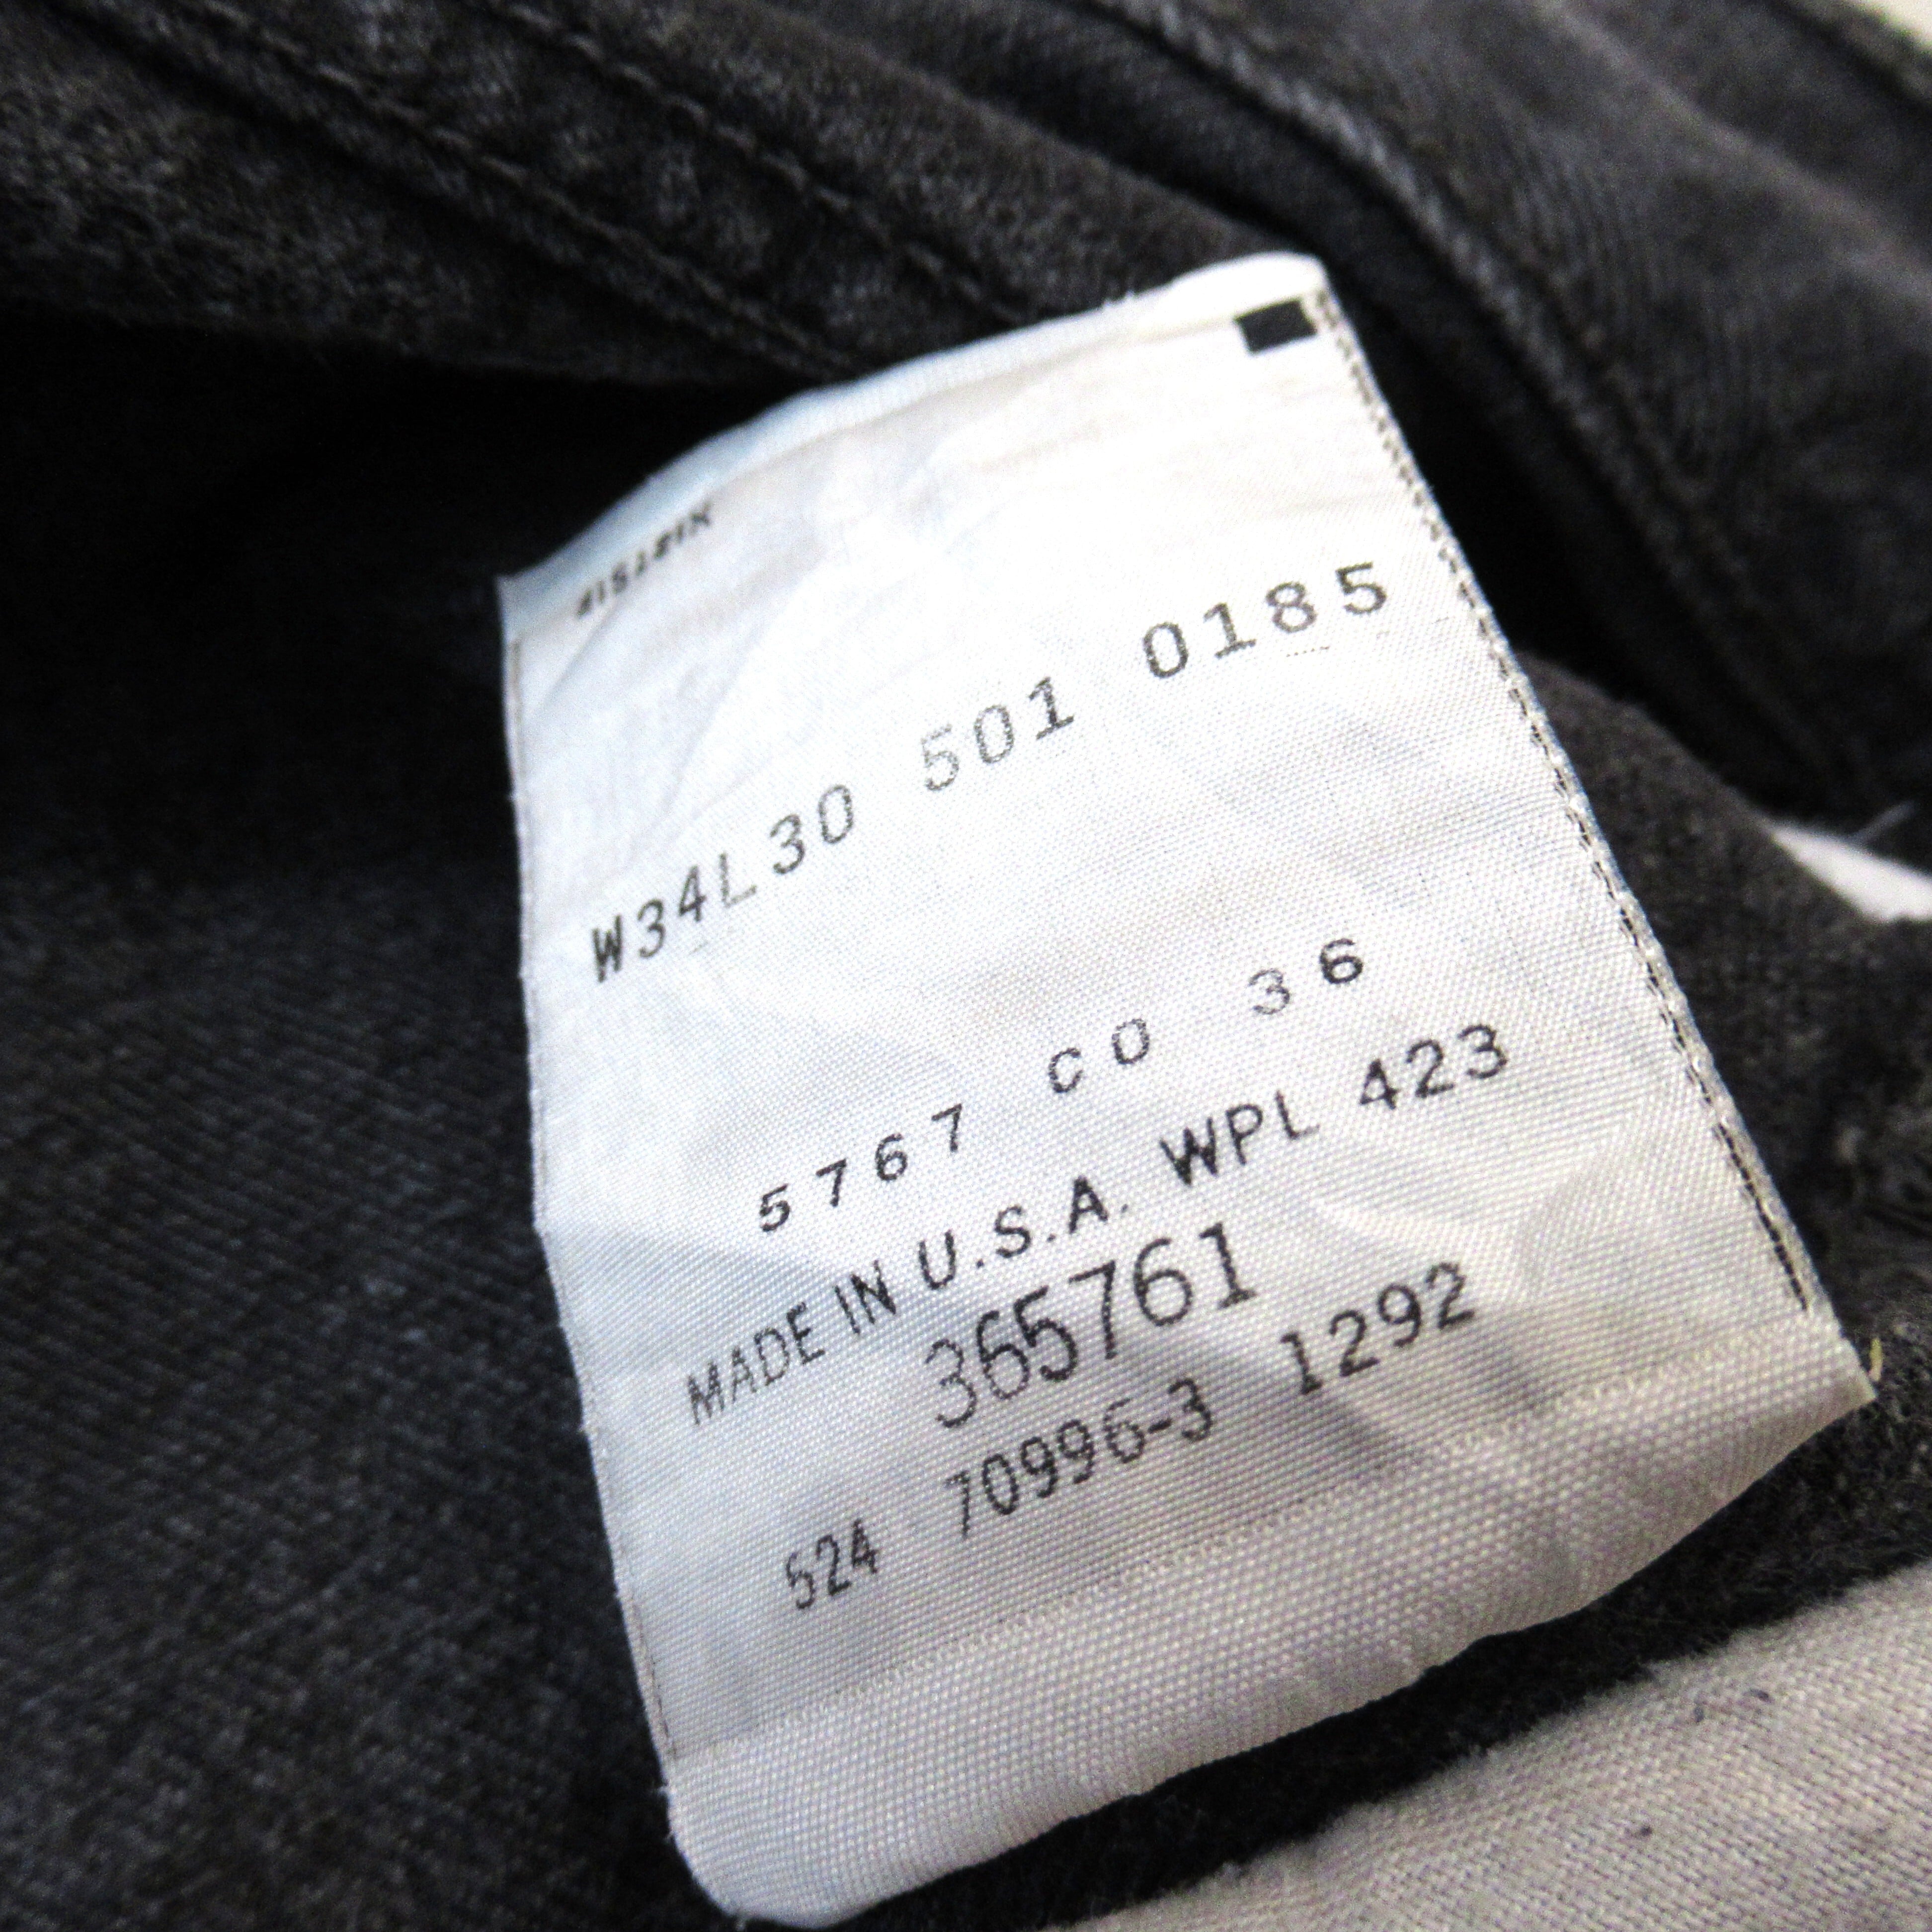 W34L30 501 0185
5767 CO 36
MADE IN U.S.A. WPL 423
365761
524 70996-3 1292